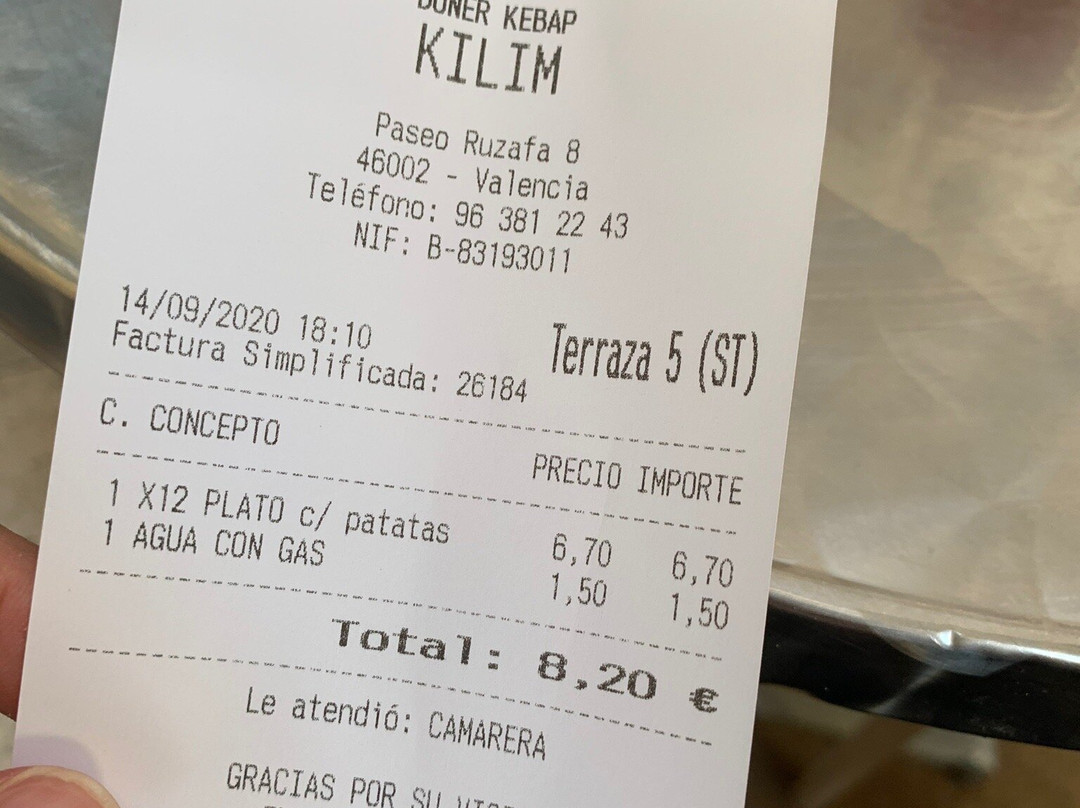 DÖNER KEBAP
KILIM
Paseo Ruzafa 8
46002 - Valencia
Teléfono: 96 381 22 43
NIF: B-83193011
14/09/2020 18:10
Terraza 5 (ST)
Factura Simplificada: 26184
C. CONCEPTO PRECIO IMPORTE
1 X12 PLATO c/ patatas 6,70 6,70
1 AGUA CON GAS 1,50 1,50
Total: 8,20 €
Le atendió: CAMARERA
GRACIAS POR SU